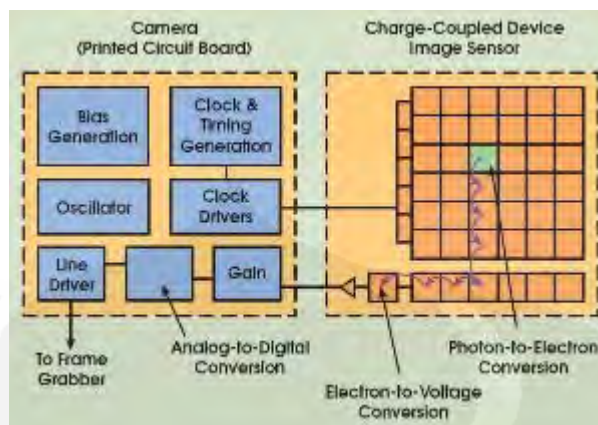 Camera
(Printed Circuit Board)
Charge-Coupled Device
Image Sensor
Bias
Generation
Clock &
Timing
Generation
Oscillator
Clock
Drivers
Line
Driver
Gain
To Frame
Grabber
Analog-to-Digital
Conversion
Electron-to-Voltage
Conversion
Photon-to-Electron
Conversion